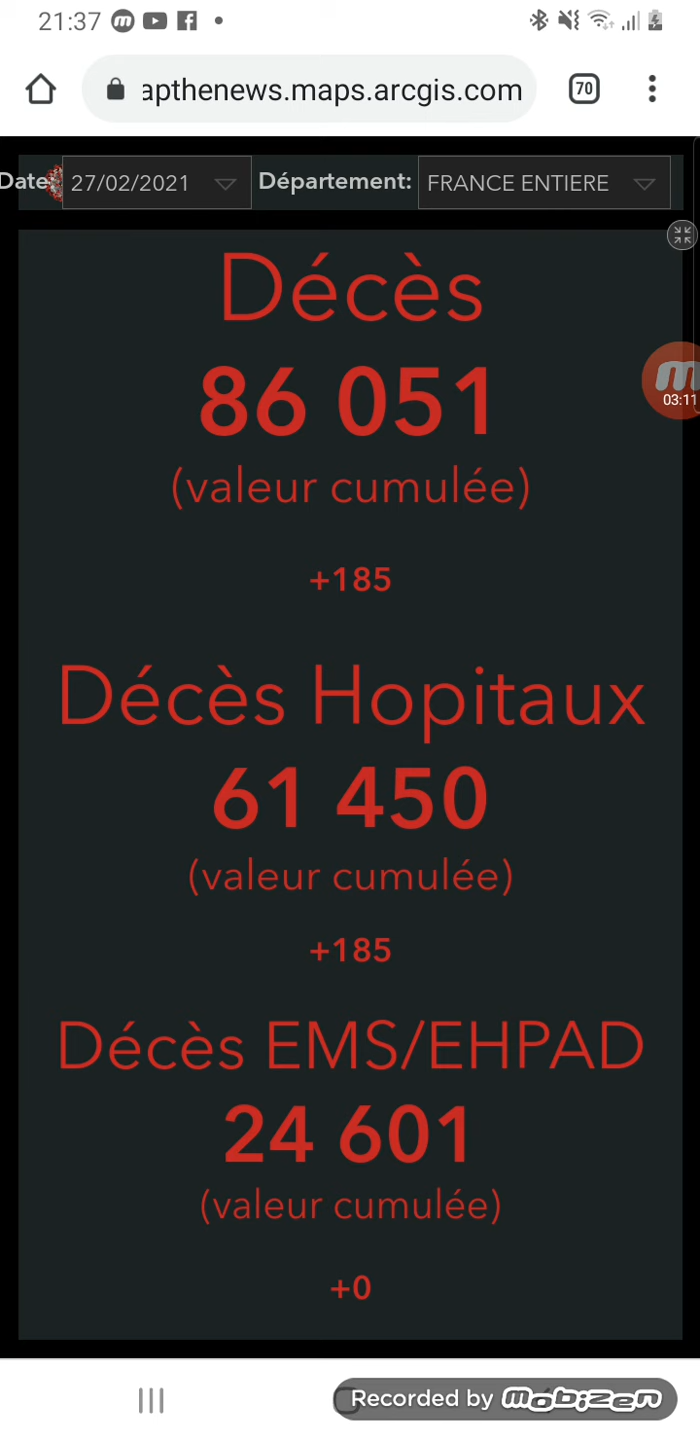 21:37
apthenews.maps.arcgis.com
70
Date: 27/02/2021 Département: FRANCE ENTIERE
Décès
86 051
(valeur cumulée)
03:11
+185
Décès Hopitaux
61 450
(valeur cumulée)
+185
Décès EMS/EHPAD
24 601
(valeur cumulée)
+0
Recorded by mobizen